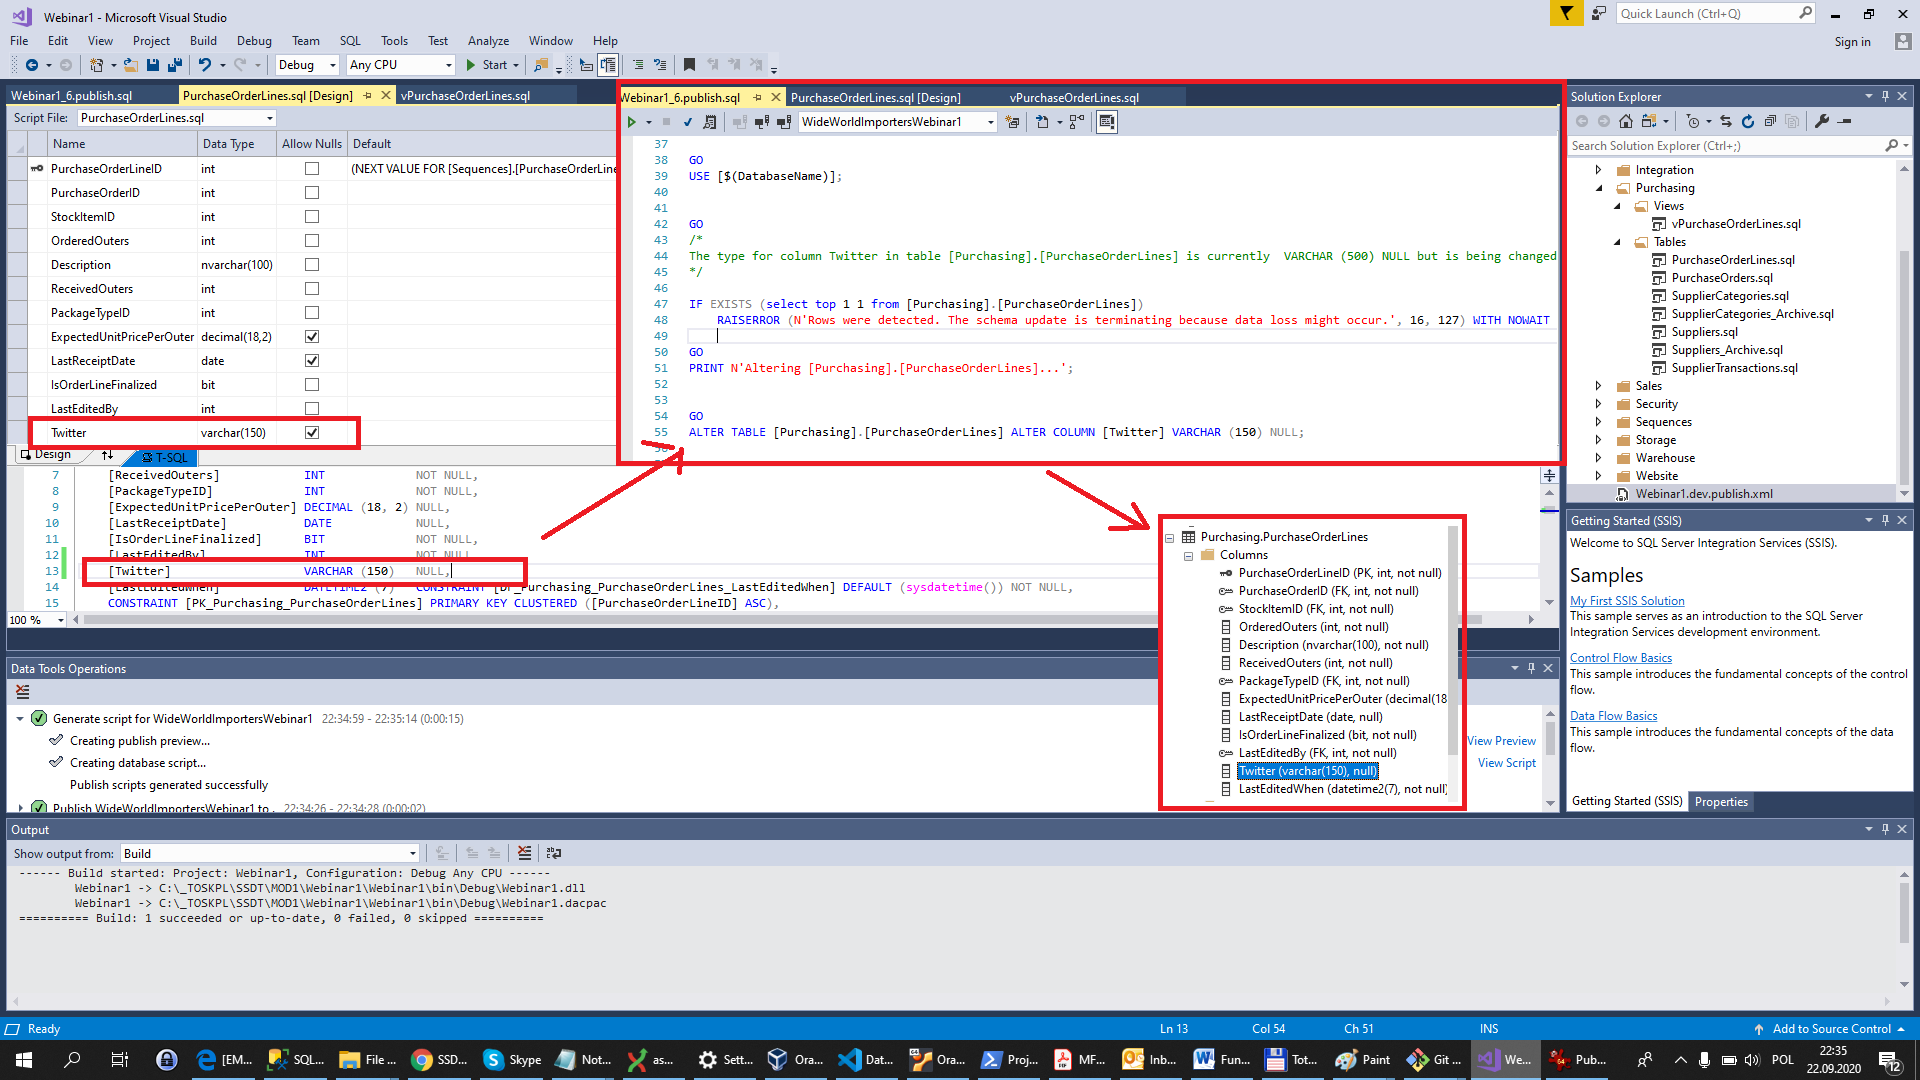 Webinar1 - Microsoft Visual Studio
Quick Launch (Ctrl+Q)
File Edit View Project Build Debug Team SQL Tools Test Analyze Window Help
Sign in
Debug Any CPU Start
Webinar1_6.publish.sql PurchaseOrderLines.sql [Design] vPurchaseOrderLines.sql
Script File: PurchaseOrderLines.sql
Name Data Type Allow Nulls Default
PurchaseOrderLineID int (NEXT VALUE FOR [Sequences].[PurchaseOrderLine
PurchaseOrderID int
StockItemID int
OrderedOuters int
Description nvarchar(100)
ReceivedOuters int
PackageTypeID int
ExpectedUnitPricePerOuter decimal(18,2)
LastReceiptDate date
IsOrderLineFinalized bit
LastEditedBy int
Twitter varchar(150)
Design T-SQL
7 [ReceivedOuters] INT NOT NULL,
8 [PackageTypeID] INT NOT NULL,
9 [ExpectedUnitPricePerOuter] DECIMAL (18, 2) NULL,
10 [LastReceiptDate] DATE NULL,
11 [IsOrderLineFinalized] BIT NOT NULL,
12 [LastEditedBy] INT NOT NULL,
13 [Twitter] VARCHAR (150) NULL,
14 [LastEditedWhen] DATETIME2 (7) CONSTRAINT [DF_Purchasing_PurchaseOrderLines_LastEditedWhen] DEFAULT (sysdatetime()) NOT NULL,
15 CONSTRAINT [PK_Purchasing_PurchaseOrderLines] PRIMARY KEY CLUSTERED ([PurchaseOrderLineID] ASC),
100 %
Webinar1_6.publish.sql PurchaseOrderLines.sql [Design] vPurchaseOrderLines.sql
WideWorldImportersWebinar1
37
38 GO
39 USE [$(DatabaseName)];
40
41
42 GO
43 /*
44 The type for column Twitter in table [Purchasing].[PurchaseOrderLines] is currently  VARCHAR (500) NULL but is being changed
45 */
46
47 IF EXISTS (select top 1 1 from [Purchasing].[PurchaseOrderLines])
48 RAISERROR (N'Rows were detected. The schema update is terminating because data loss might occur.', 16, 127) WITH NOWAIT
49
50 GO
51 PRINT N'Altering [Purchasing].[PurchaseOrderLines]...';
52
53
54 GO
55 ALTER TABLE [Purchasing].[PurchaseOrderLines] ALTER COLUMN [Twitter] VARCHAR (150) NULL;
Purchasing.PurchaseOrderLines
Columns
PurchaseOrderLineID (PK, int, not null)
PurchaseOrderID (FK, int, not null)
StockItemID (FK, int, not null)
OrderedOuters (int, not null)
Description (nvarchar(100), not null)
ReceivedOuters (int, not null)
PackageTypeID (FK, int, not null)
ExpectedUnitPricePerOuter (decimal(18
LastReceiptDate (date, null)
IsOrderLineFinalized (bit, not null)
LastEditedBy (FK, int, not null)
Twitter (varchar(150), null)
LastEditedWhen (datetime2(7), not null)
Solution Explorer
Search Solution Explorer (Ctrl+;)
Integration
Purchasing
Views
vPurchaseOrderLines.sql
Tables
PurchaseOrderLines.sql
PurchaseOrders.sql
SupplierCategories.sql
SupplierCategories_Archive.sql
Suppliers.sql
Suppliers_Archive.sql
SupplierTransactions.sql
Sales
Security
Sequences
Storage
Warehouse
Website
Webinar1.dev.publish.xml
Getting Started (SSIS)
Welcome to SQL Server Integration Services (SSIS).
Samples
My First SSIS Solution
This sample serves as an introduction to the SQL Server
Integration Services development environment.
Control Flow Basics
This sample introduces the fundamental concepts of the control
flow.
Data Flow Basics
This sample introduces the fundamental concepts of the data
flow.
Getting Started (SSIS) Properties
Data Tools Operations
Generate script for WideWorldImportersWebinar1 22:34:59 - 22:35:14 (0:00:15)
Creating publish preview... View Preview
Creating database script... View Script
Publish scripts generated successfully
Publish WideWorldImportersWebinar1 to . 22:34:26 - 22:34:28 (0:00:02)
Output
Show output from: Build
------ Build started: Project: Webinar1, Configuration: Debug Any CPU ------
Webinar1 -> C:\_TOSKPL\SSDT\MOD1\Webinar1\Webinar1\bin\Debug\Webinar1.dll
Webinar1 -> C:\_TOSKPL\SSDT\MOD1\Webinar1\Webinar1\bin\Debug\Webinar1.dacpac
========== Build: 1 succeeded or up-to-date, 0 failed, 0 skipped ==========
Ready Ln 13 Col 54 Ch 51 INS Add to Source Control
[EM... SQL... File ... SSD... Skype Not... as... Sett... Ora... Dat... Ora... Proj... MF... Inb... Fun... Tot... Paint Git ... We... Pub... POL 22:35
22.09.2020
12